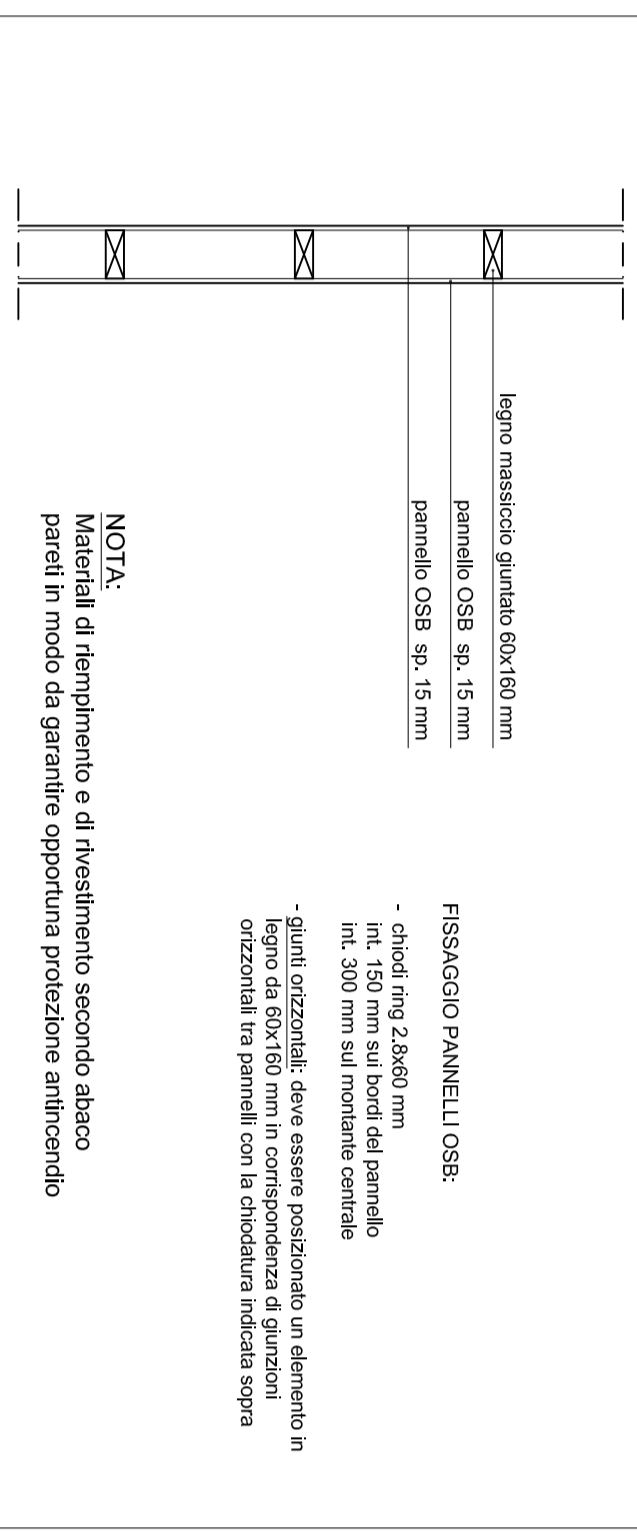 legno massiccio giuntato 60x160 mm
pannello OSB  sp. 15 mm
pannello OSB  sp. 15 mm
FISSAGGIO PANNELLI OSB:
- chiodi ring 2.8x60 mm
int. 150 mm sui bordi del pannello
int. 300 mm sul montante centrale
- giunti orizzontali: deve essere posizionato un elemento in
legno da 60x160 mm in corrispondenza di giunzioni
orizzontali tra pannelli con la chiodatura indicata sopra
NOTA:
Materiali di riempimento e di rivestimento secondo abaco
pareti in modo da garantire opportuna protezione antincendio